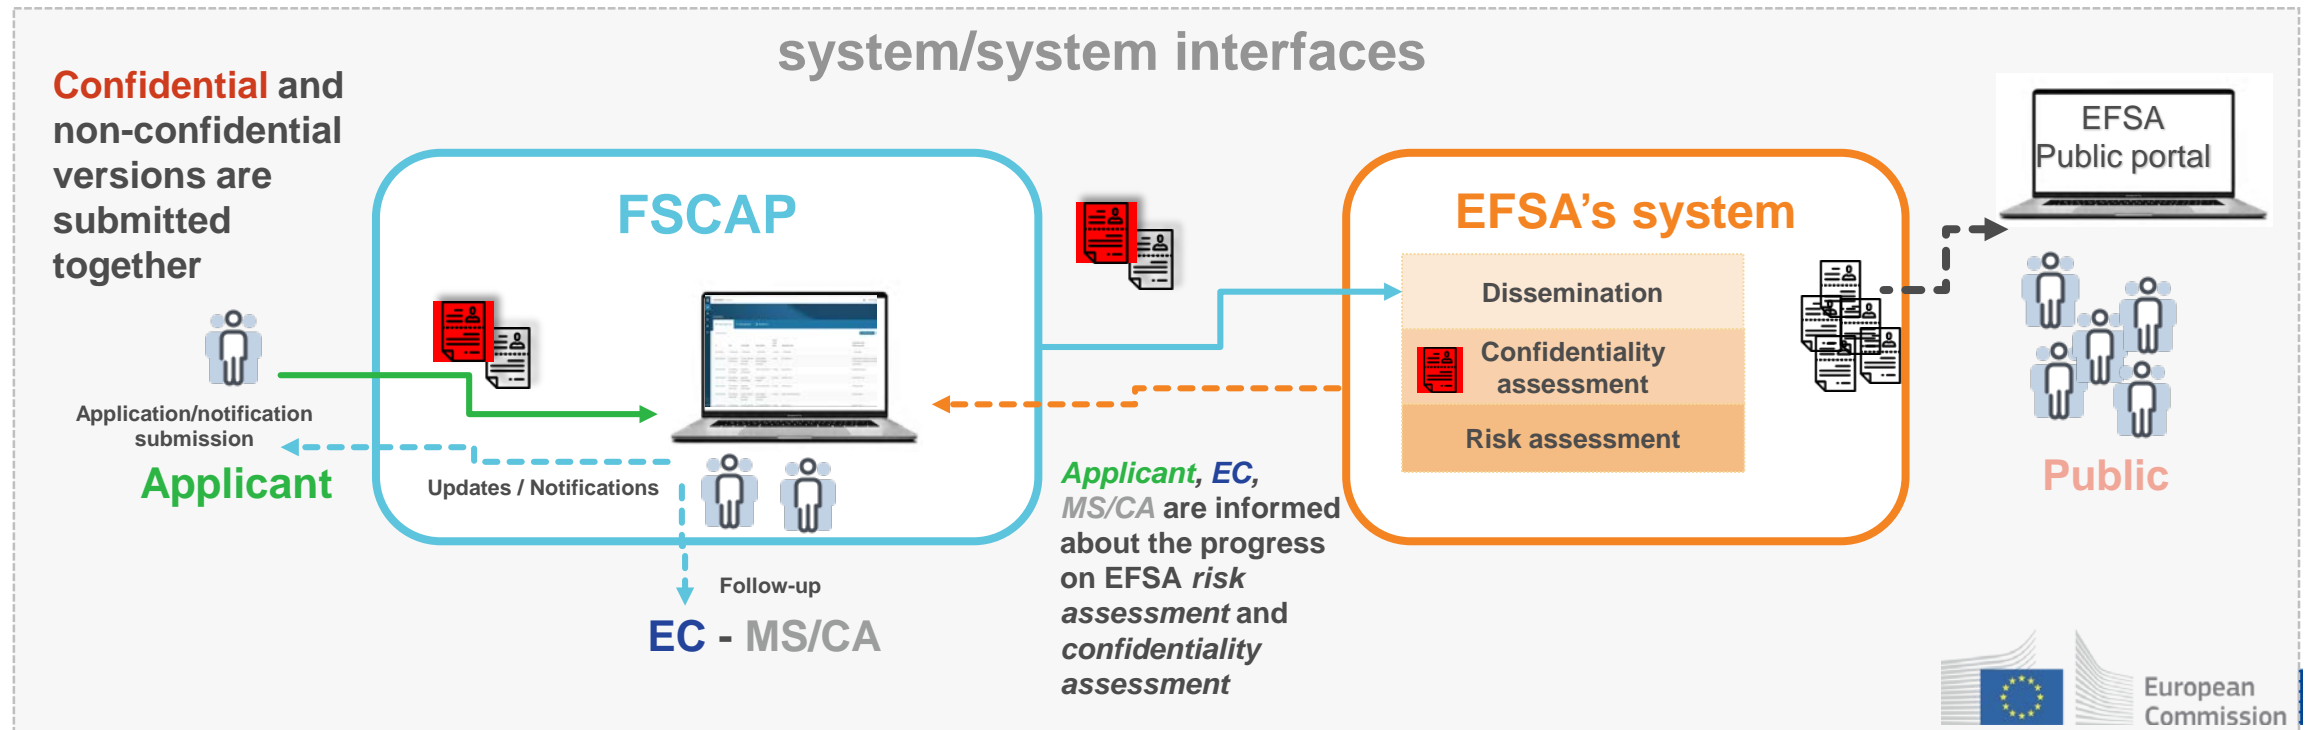 system/system interfaces
Confidential and
non-confidential
versions are
submitted
together
Application/notification
submission
Applicant
FSCAP
Updates / Notifications
Follow-up
EC - MS/CA
Applicant, EC,
MS/CA are informed
about the progress
on EFSA risk
assessment and
confidentiality
assessment
EFSA's system
Dissemination
Confidentiality
assessment
Risk assessment
EFSA
Public portal
Public
European
Commission